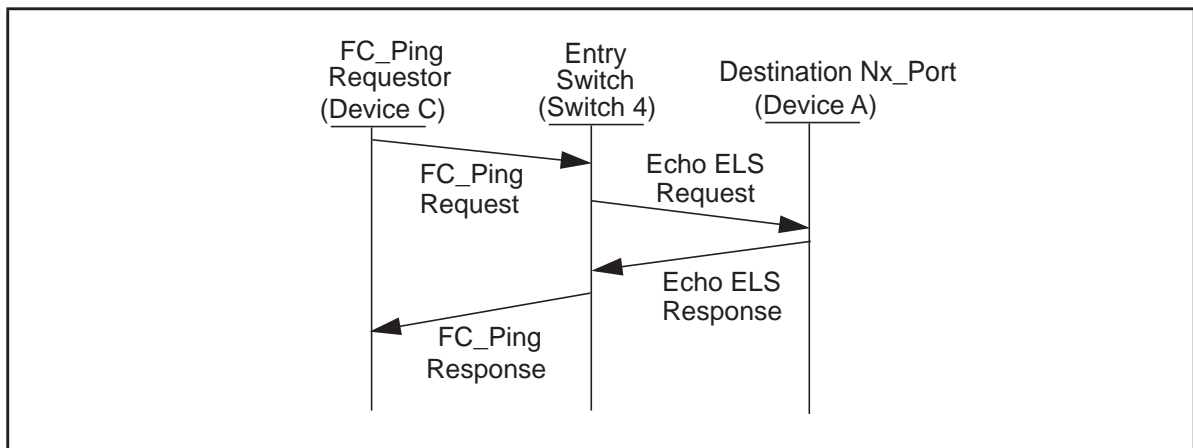 FC_Ping
Requestor
(Device C)
Entry
Switch
(Switch 4)
Destination Nx_Port
(Device A)
FC_Ping
Request
Echo ELS
Request
Echo ELS
Response
FC_Ping
Response